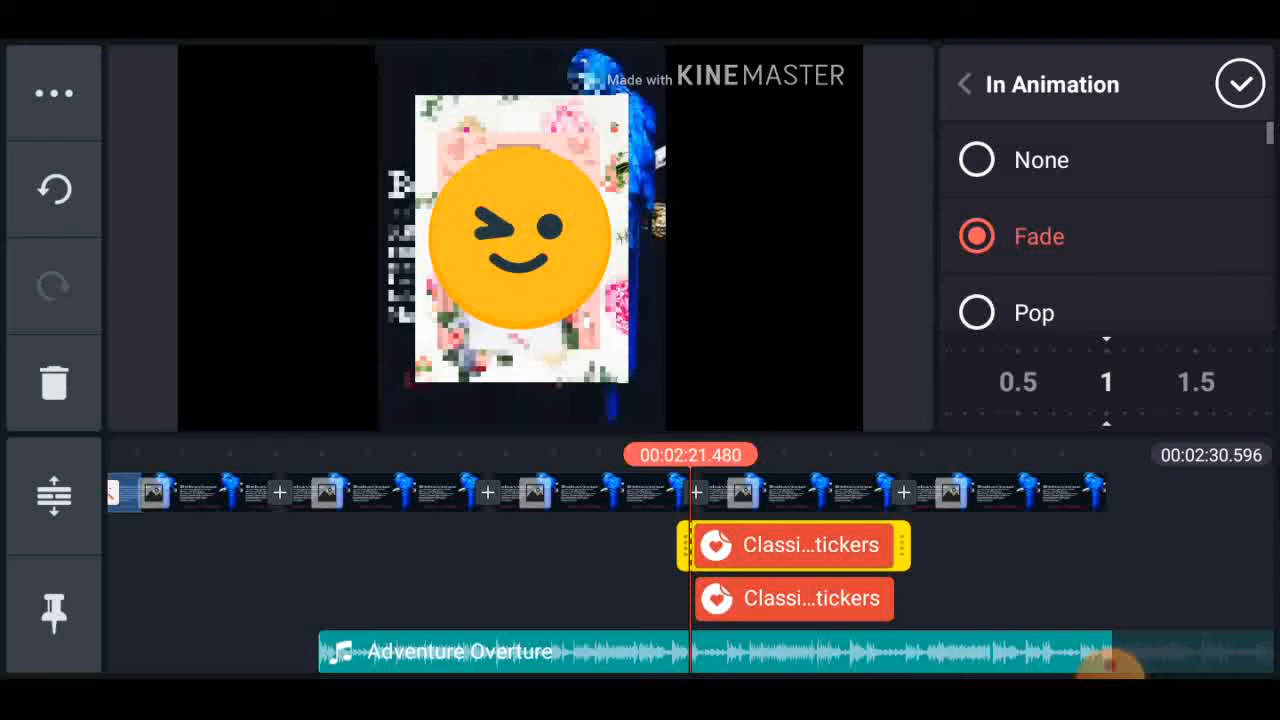 Made with KINEMASTER
In Animation
None
Fade
Pop
0.5 1 1.5
00:02:21.480
00:02:30.596
Classi...tickers
Classi...tickers
Adventure Overture